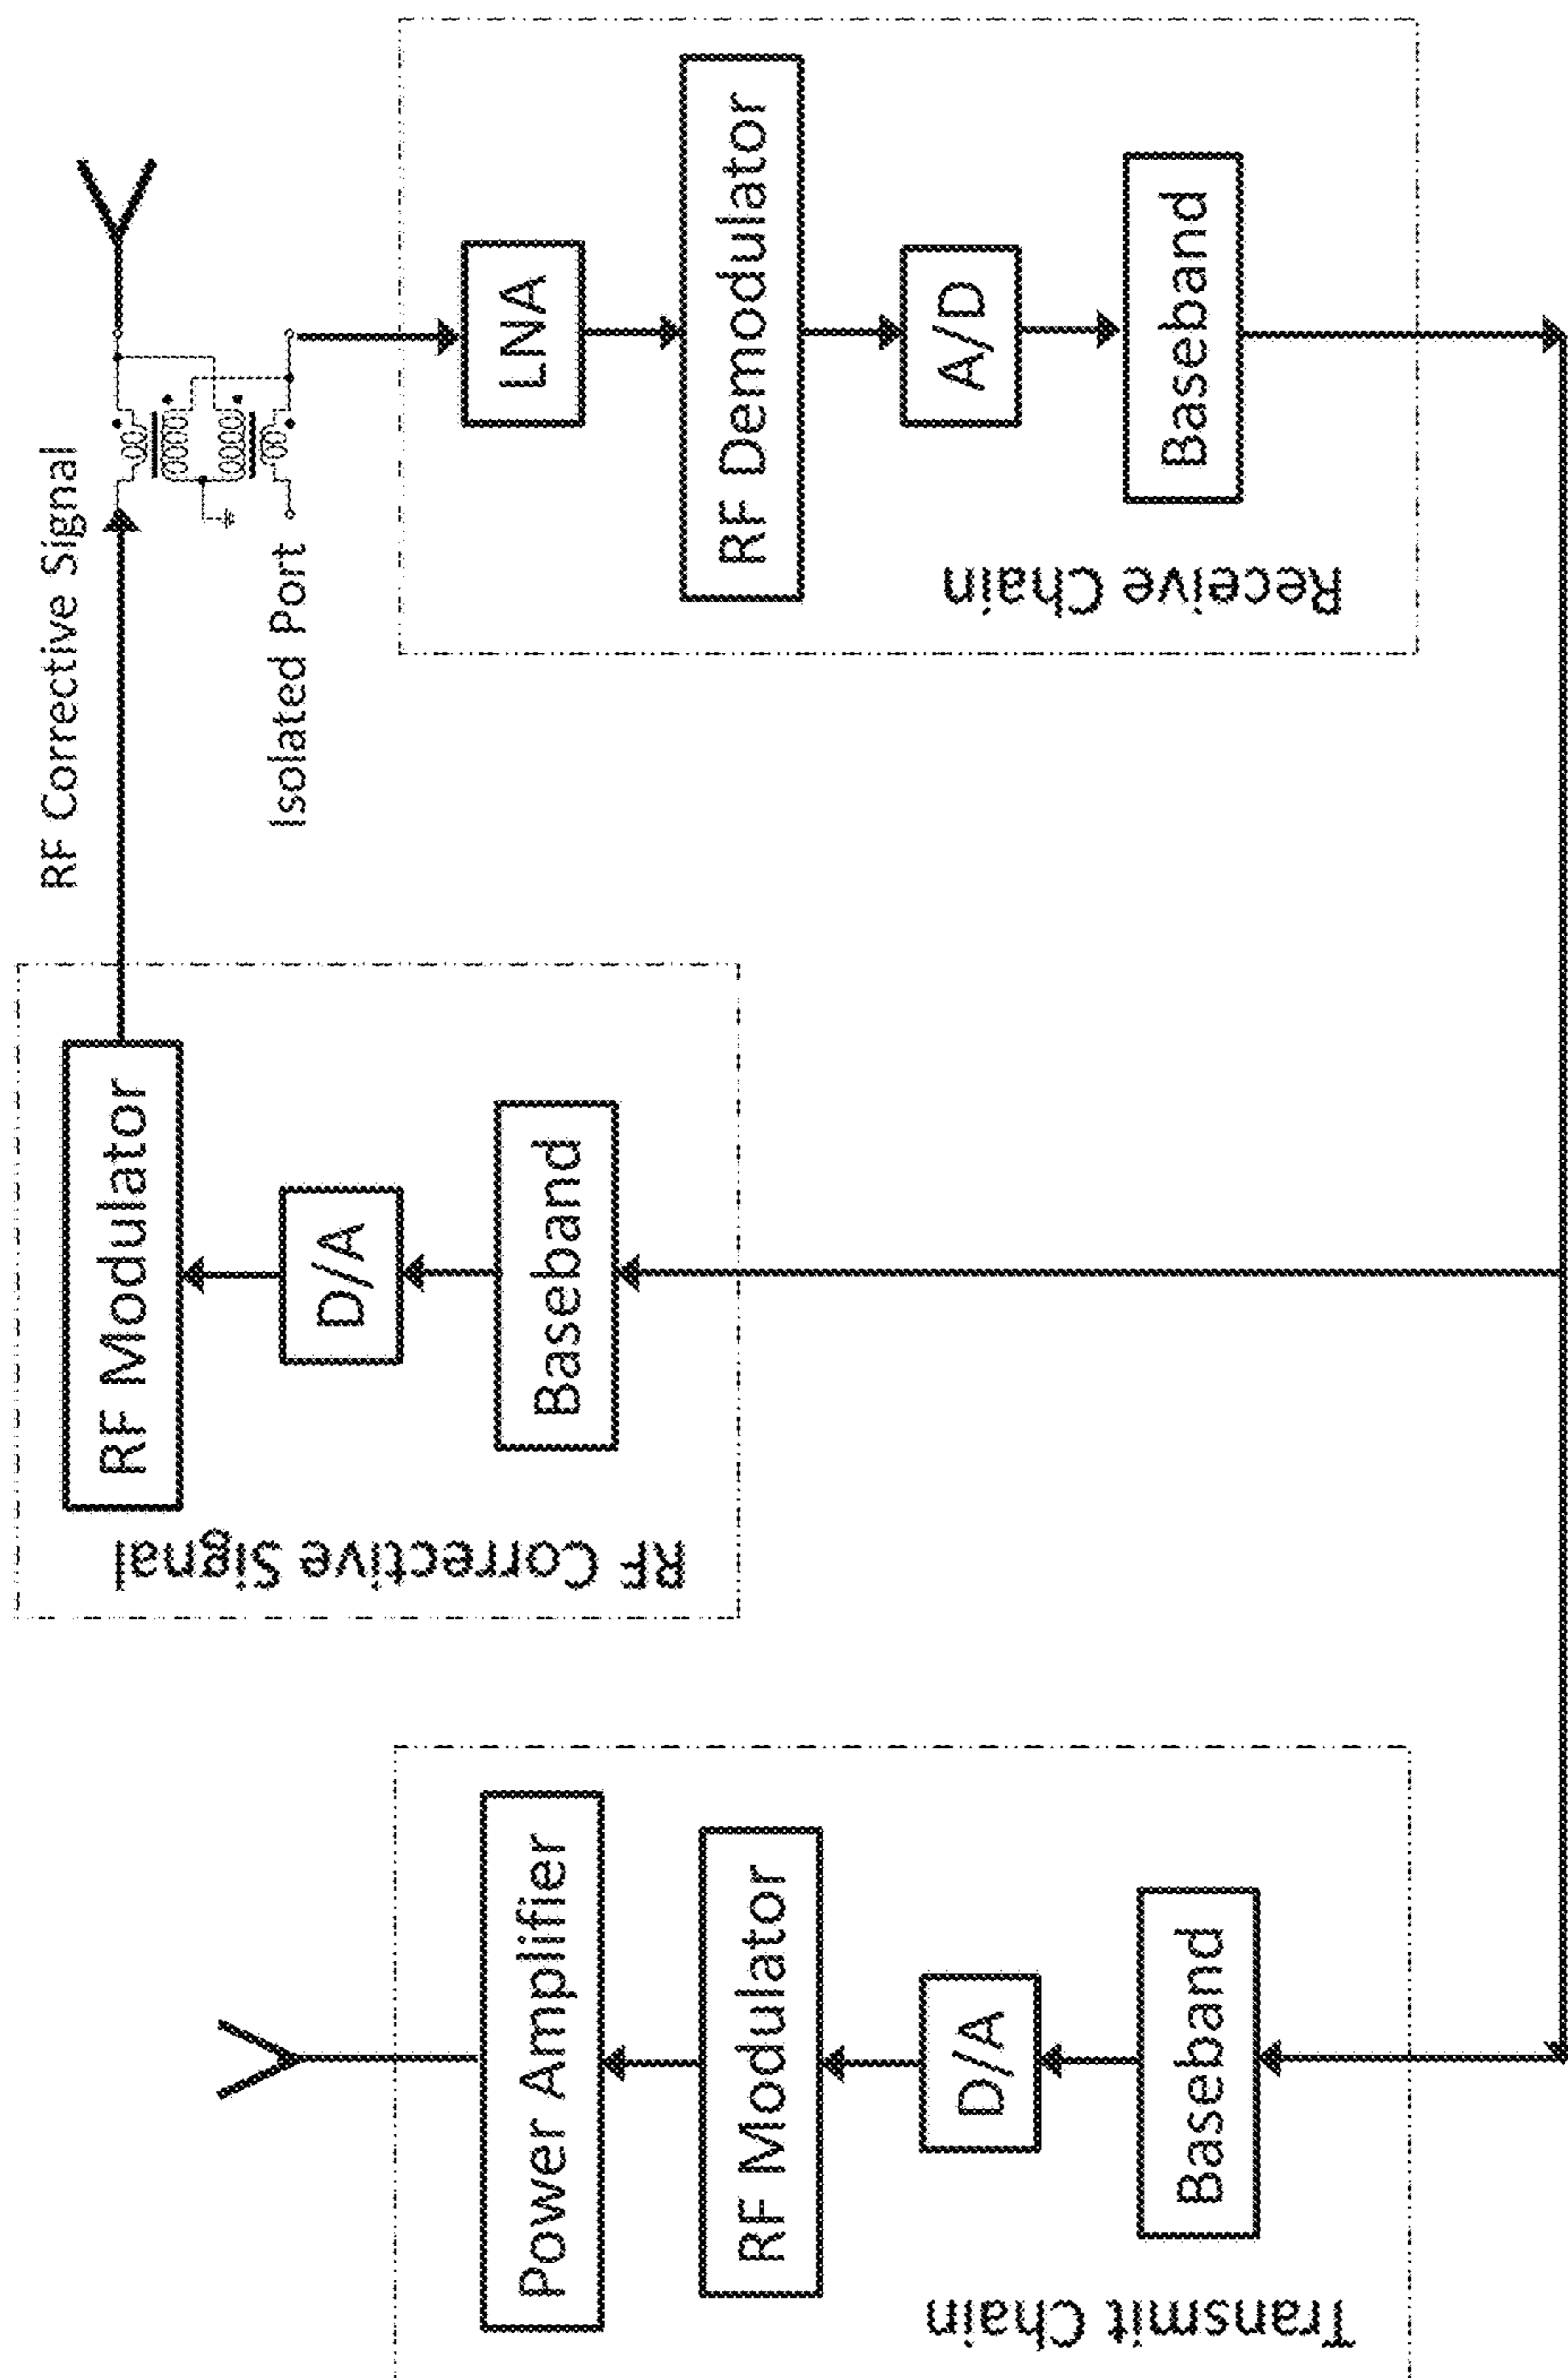 Transmit Chain
Power Amplifier
RF Modulator
D/A
Baseband
RF Corrective Signal
RF Modulator
D/A
Baseband
RF Corrective Signal
Isolated Port
Receive Chain
LNA
RF Demodulator
A/D
Baseband